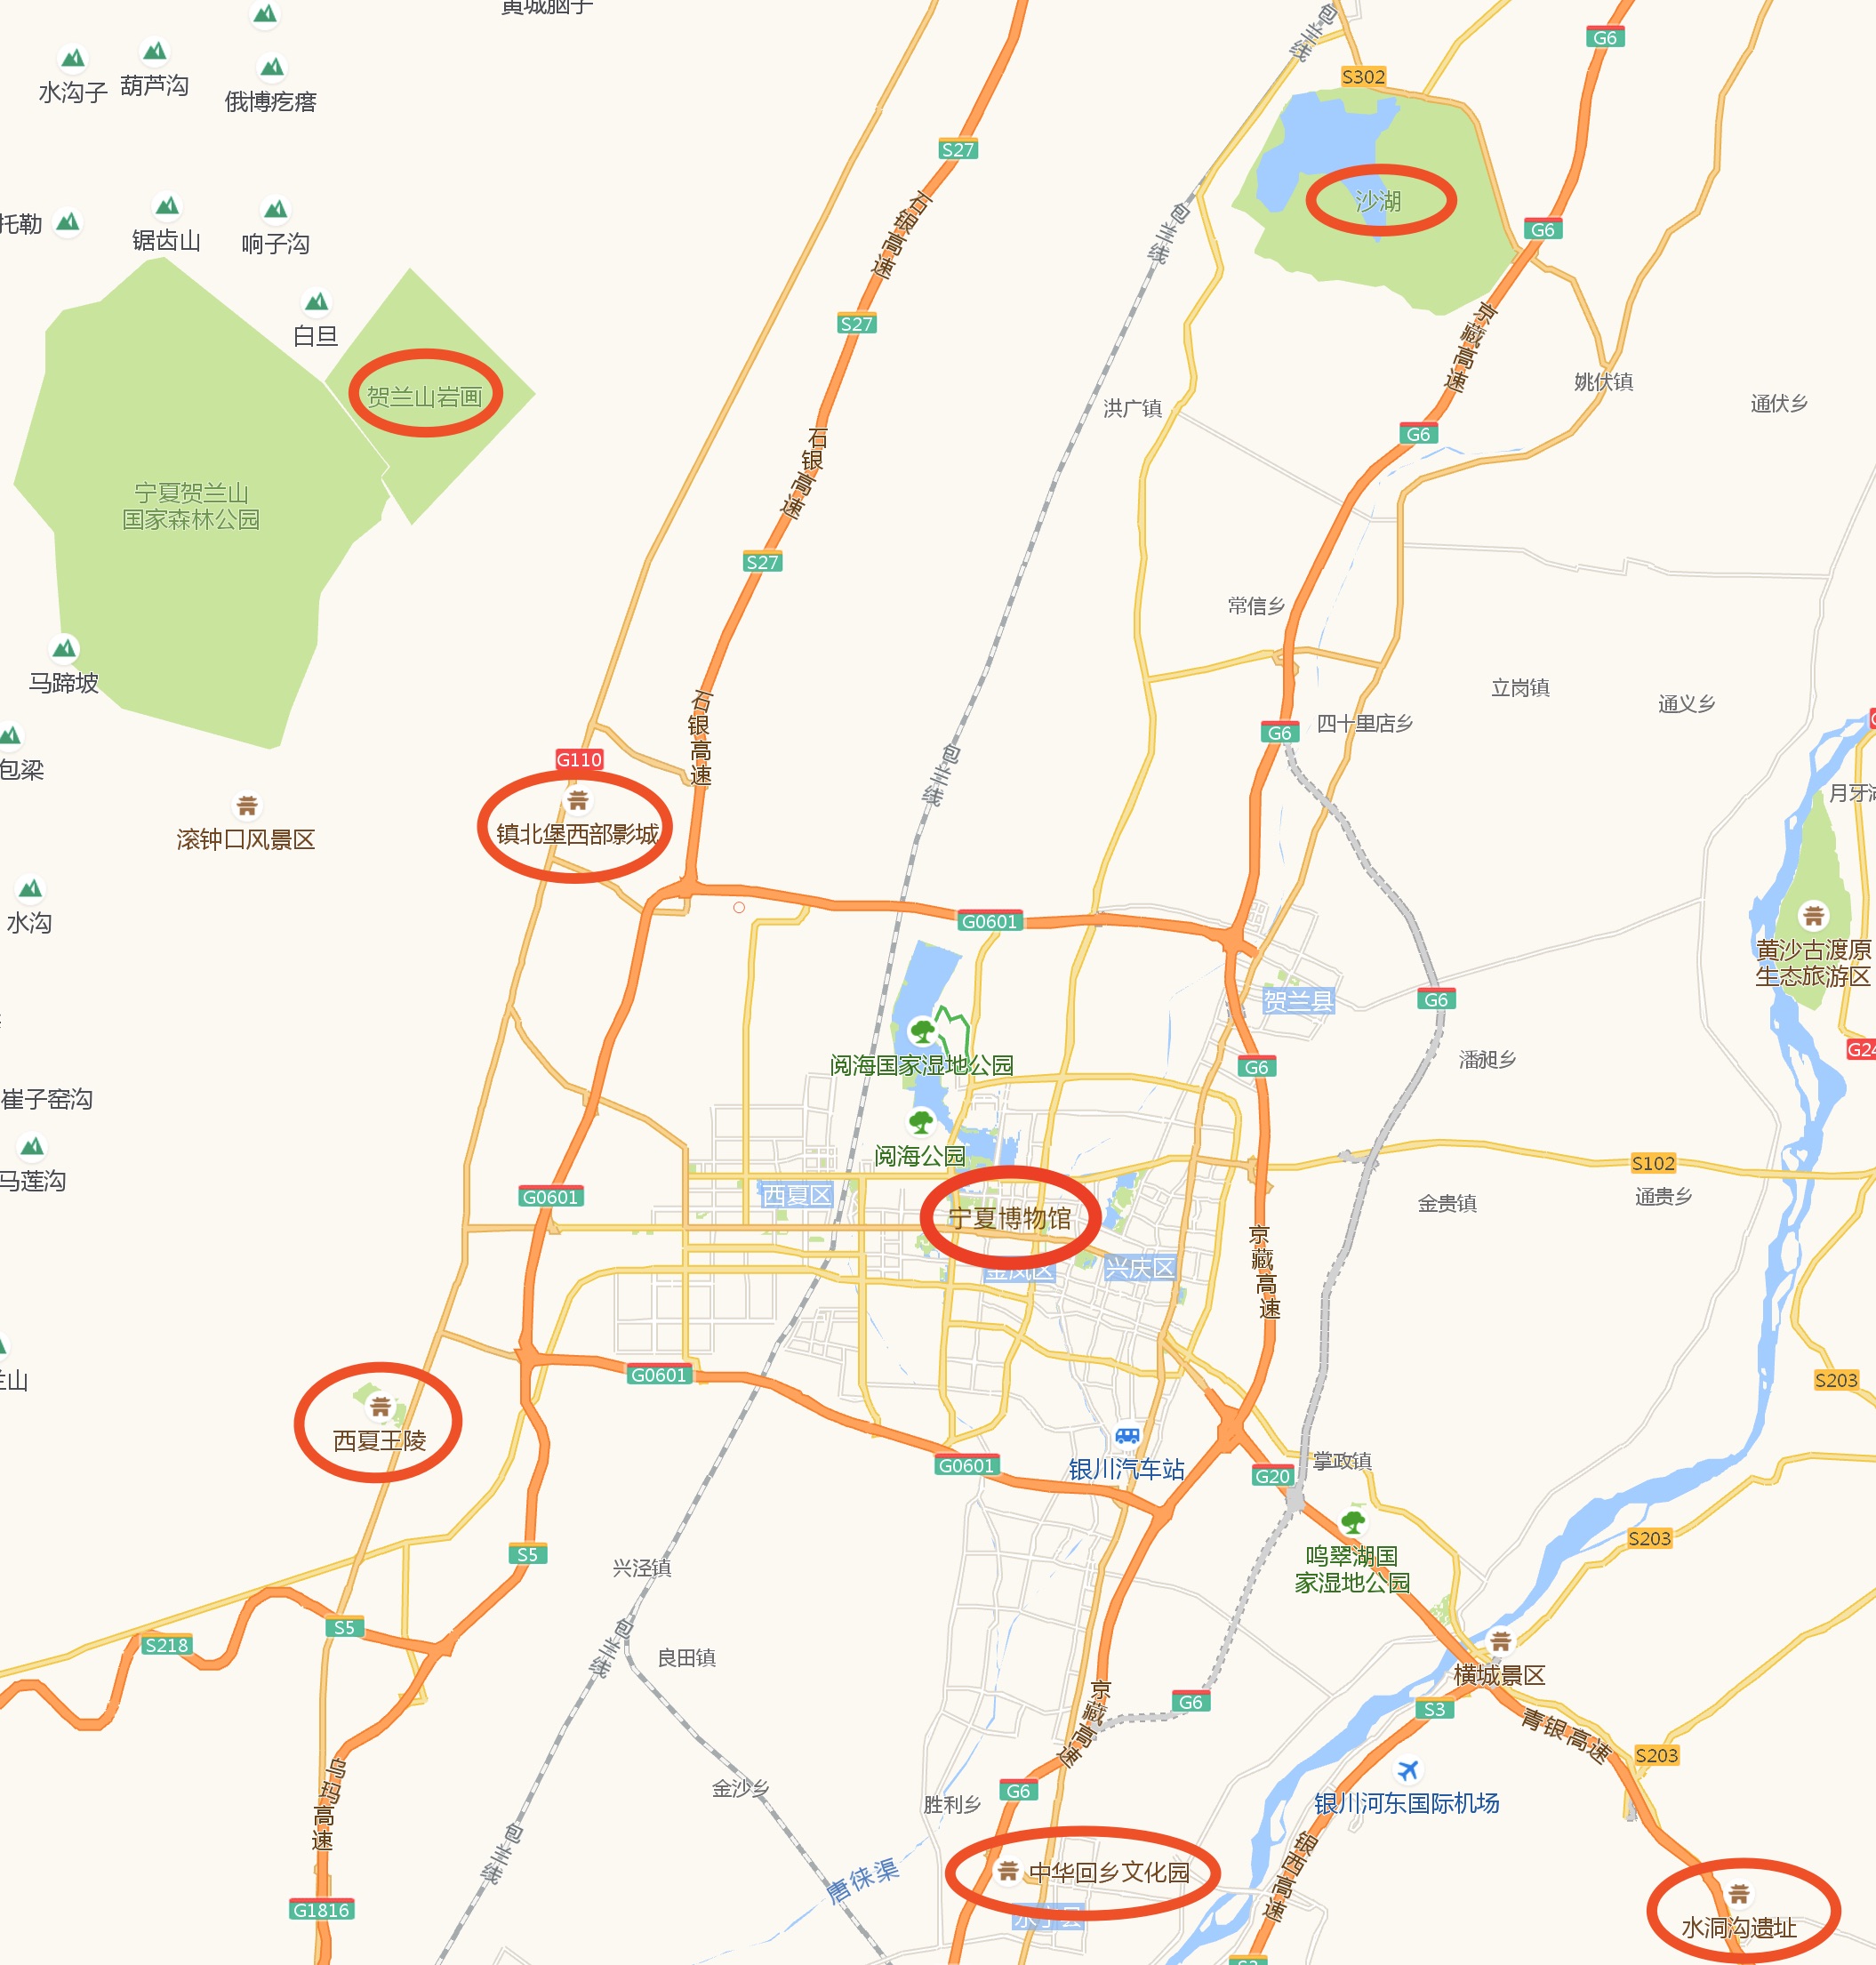 黄城脑子
水沟子
葫芦沟
俄博疙瘩
包兰线
G6
S302
S27
沙湖
托勒
锯齿山
响子沟
包兰线
石银高速
G6
白旦
S27
京藏高速
贺兰山岩画
姚伏镇
通伏乡
洪广镇
G6
石银高速
宁夏贺兰山
国家森林公园
S27
常信乡
马蹄坡
立岗镇
通义乡
石银高速
四十里店乡
G6
包梁
G110
包兰线
镇北堡西部影城
滚钟口风景区
水沟
G0601
黄沙古渡原
生态旅游区
贺兰县
G6
阅海国家湿地公园
G6
潘昶乡
崔子窑沟
阅海公园
马莲沟
S102
西夏区
G0601
通贵乡
金贵镇
宁夏博物馆
京藏高速
金凤区
兴庆区
G0601
S203
西夏王陵
银川汽车站
G0601
G20
掌政镇
S203
S5
鸣翠湖国
家湿地公园
兴泾镇
S5
S218
包兰线
良田镇
横城景区
京藏高速
G6
S3
青银高速
S203
金沙乡
G6
胜利乡
银川河东国际机场
乌玛高速
包兰线
唐徕渠
中华回乡文化园
银西高速
G1816
永宁县
水洞沟遗址